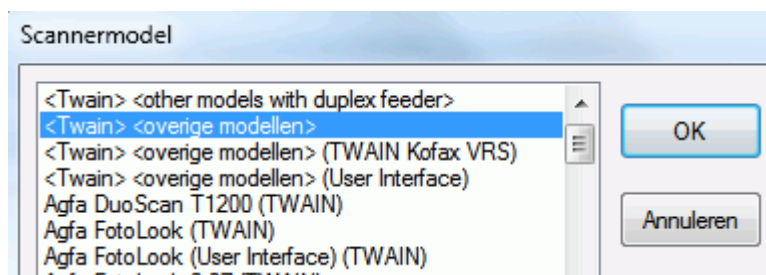 Scannermodel
<Twain> <other models with duplex feeder>
<Twain> <overige modellen>
<Twain> <overige modellen> (TWAIN Kofax VRS)
<Twain> <overige modellen> (User Interface)
Agfa DuoScan T1200 (TWAIN)
Agfa FotoLook (TWAIN)
Agfa FotoLook (User Interface) (TWAIN)
OK
Annuleren